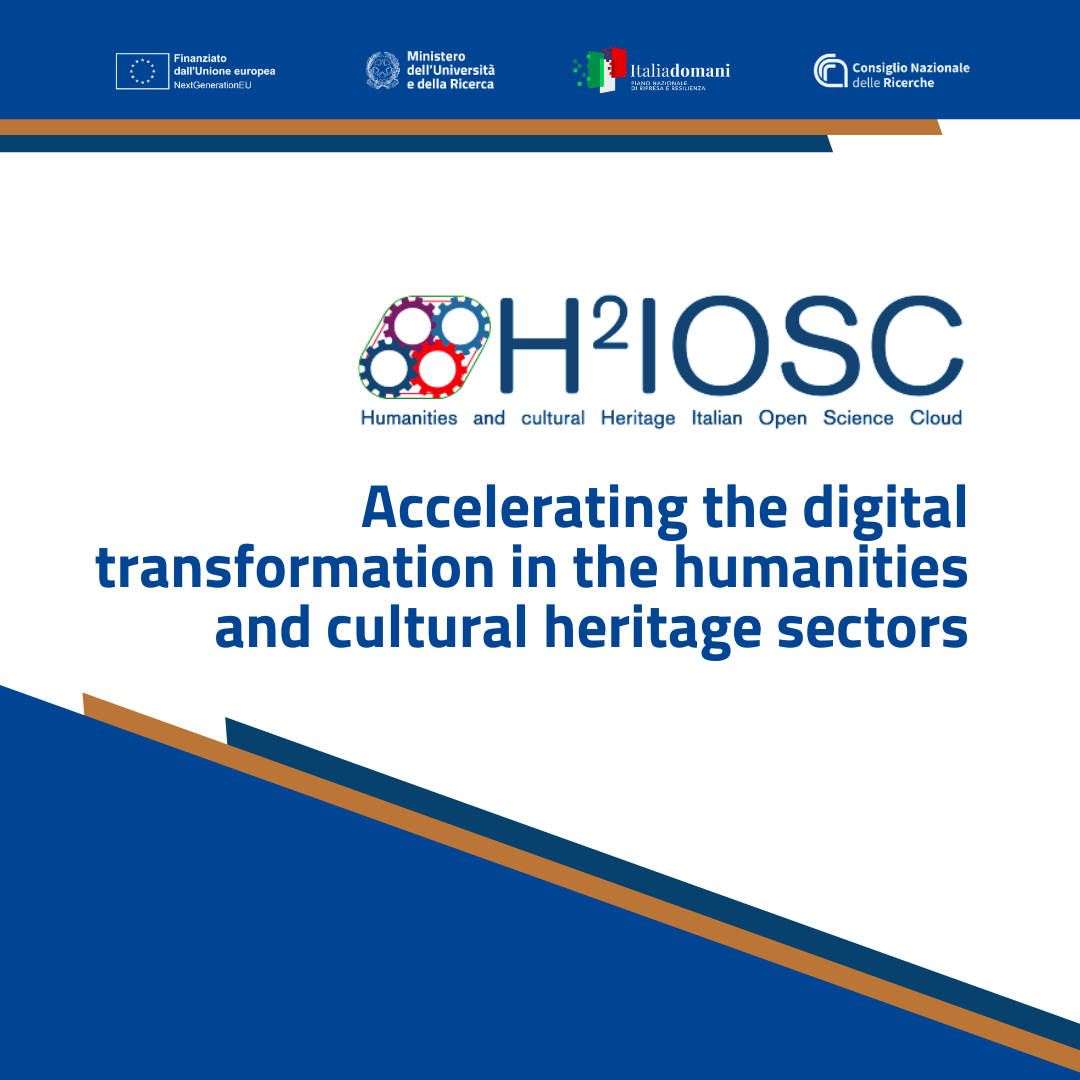 Finanziato
dall'Unione europea
NextGenerationEU
Ministero
dell'Università
e della Ricerca
Italiadomani
PIANO NAZIONALE
DI RIPRESA E RESILIENZA
Consiglio Nazionale
delle Ricerche
H²IOSC
Humanities and cultural Heritage Italian Open Science Cloud
Accelerating the digital
transformation in the humanities
and cultural heritage sectors